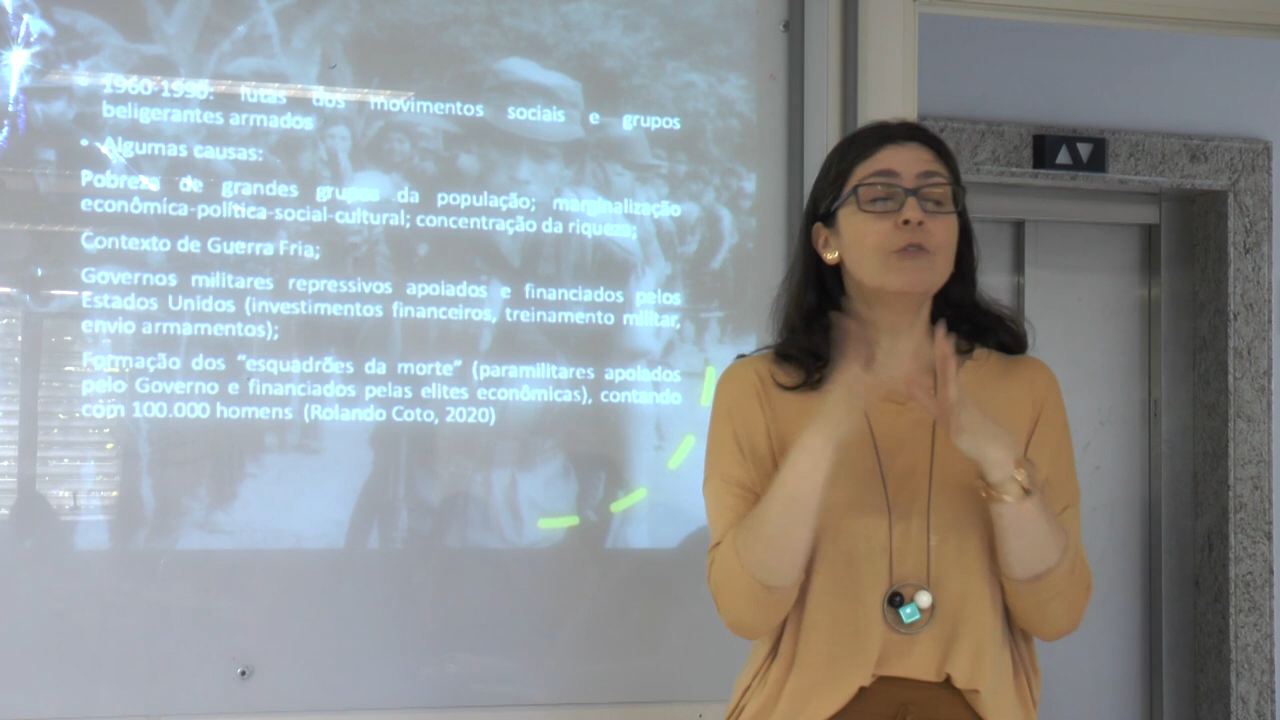 1960-1990: lutas dos movimentos sociais e grupos
beligerantes armados
• Algumas causas:
Pobreza de grandes grupos da população; marginalização
econômica-política-social-cultural; concentração da riqueza;
Contexto de Guerra Fria;
Governos militares repressivos apoiados e financiados pelos
Estados Unidos (investimentos financeiros, treinamento militar,
envio armamentos);
Formação dos “esquadrões da morte” (paramilitares apoiados
pelo Governo e financiados pelas elites econômicas), contando
com 100.000 homens (Rolando Coto, 2020)